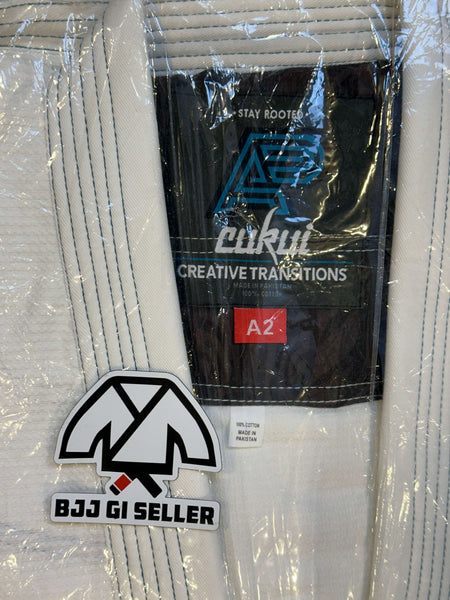 STAY ROOTED
cukui
CREATIVE TRANSITIONS
MADE IN PAKISTAN
100% COTTON
A2
100% COTTON
MADE IN
PAKISTAN
BJJ GI SELLER